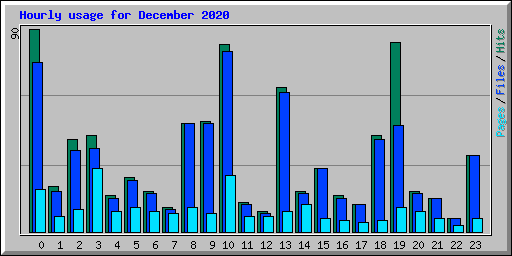 Hourly usage for December 2020
90
Pages/Files/Hits
0 1 2 3 4 5 6 7 8 9 10 11 12 13 14 15 16 17 18 19 20 21 22 23